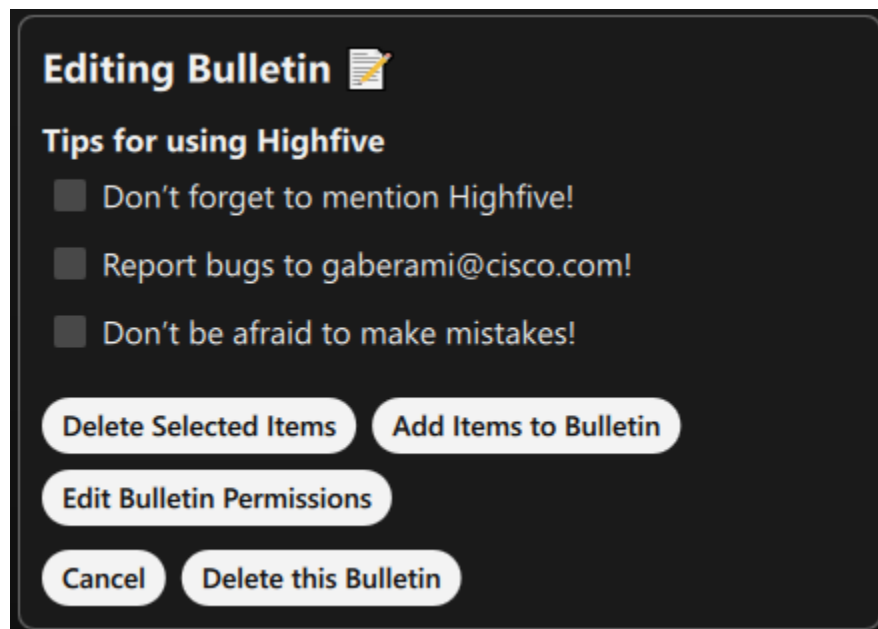 Editing Bulletin 📝
Tips for using Highfive
Don’t forget to mention Highfive!
Report bugs to gaberami@cisco.com!
Don’t be afraid to make mistakes!
Delete Selected Items Add Items to Bulletin
Edit Bulletin Permissions
Cancel Delete this Bulletin